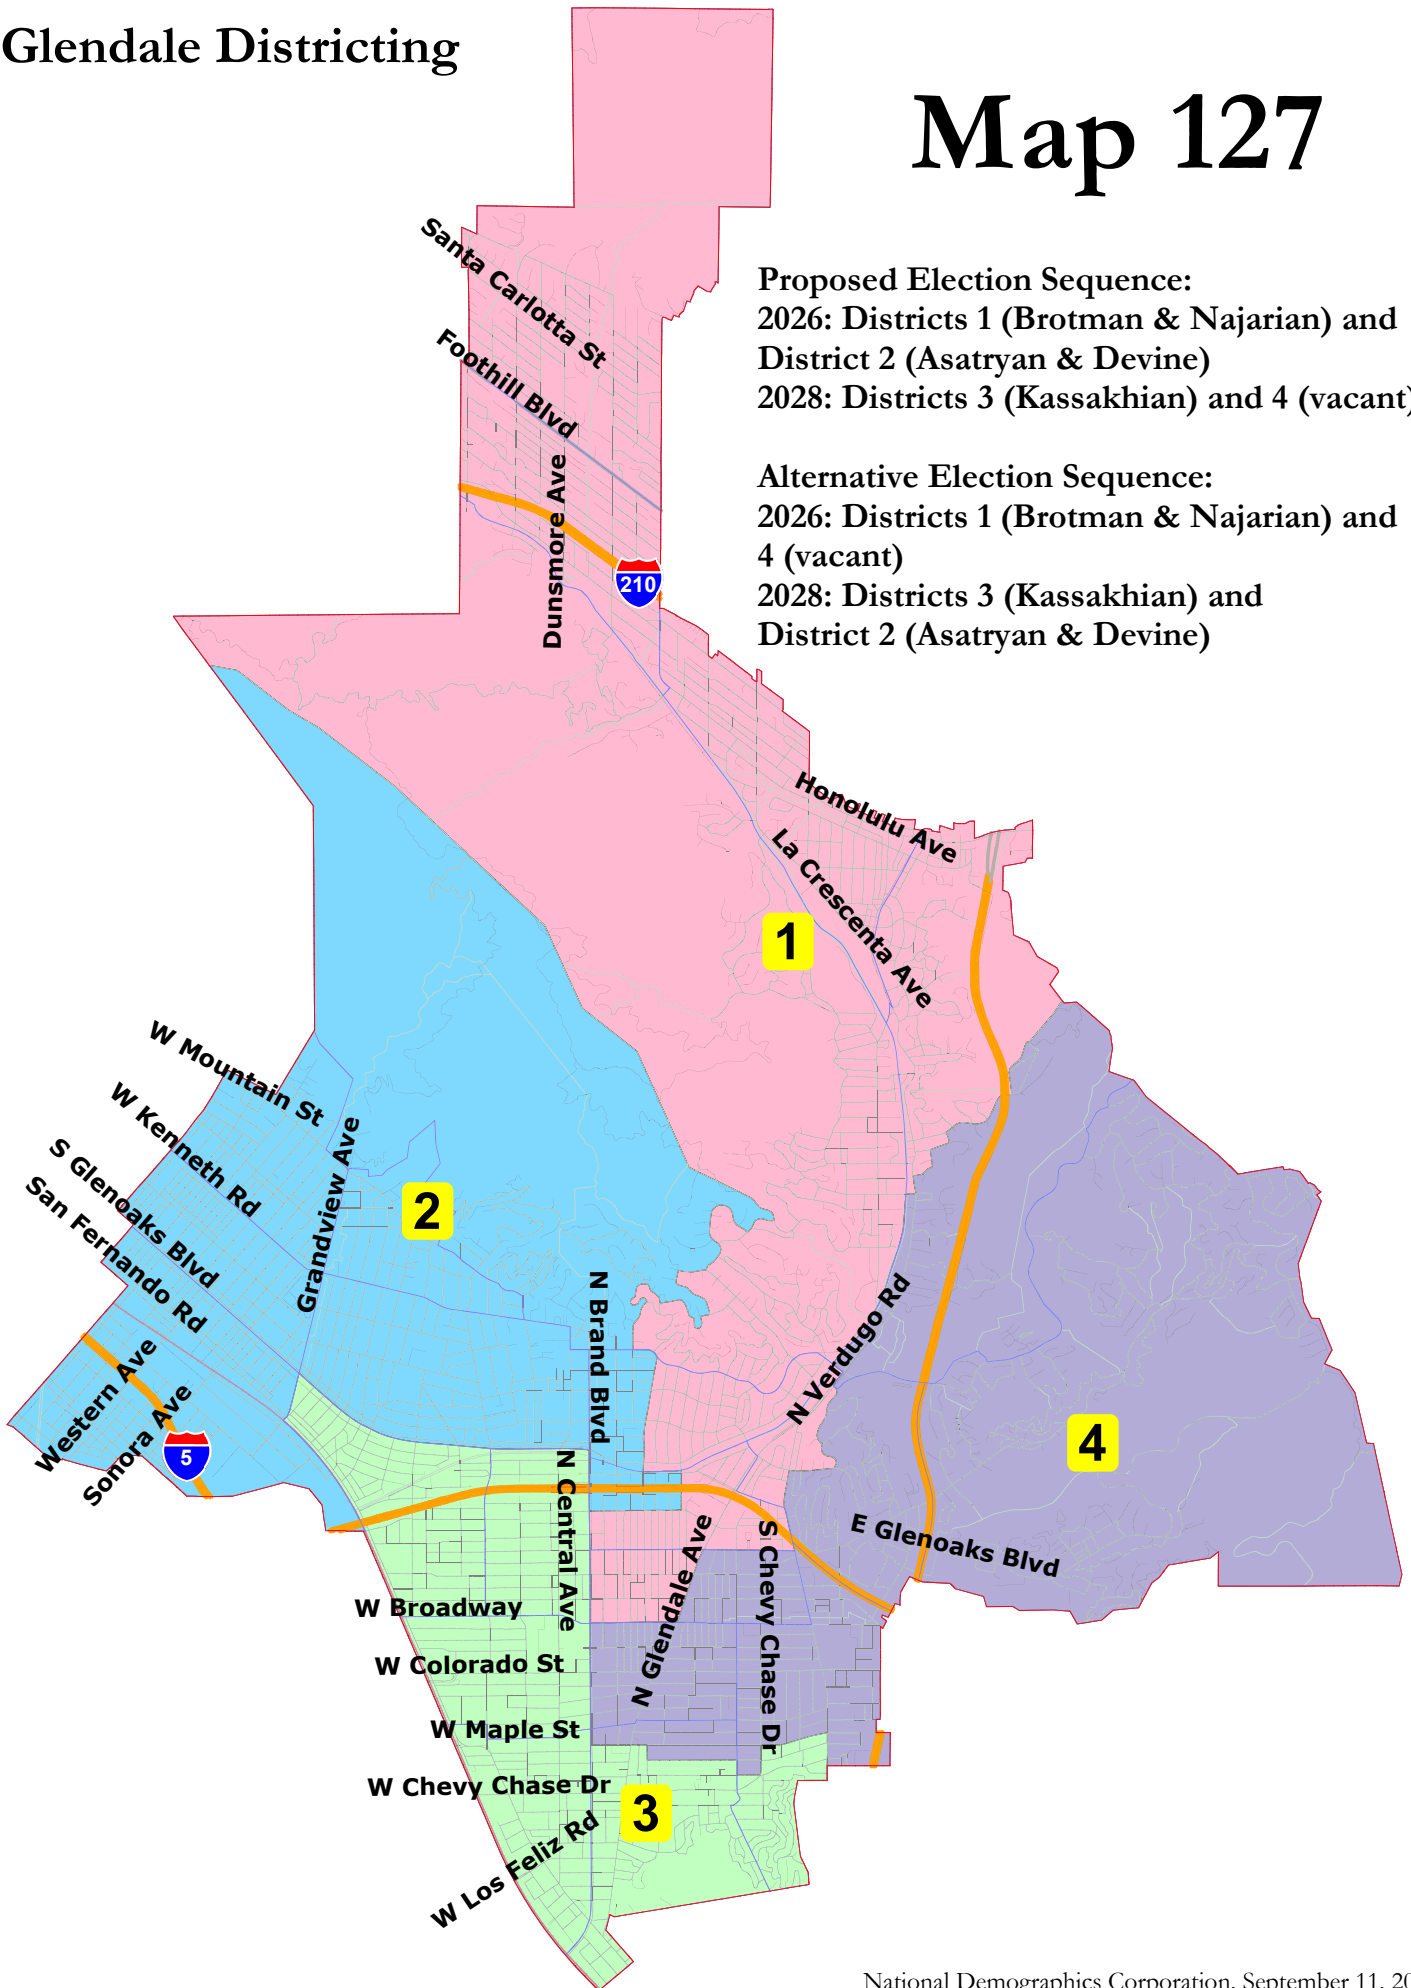 Glendale Districting
Map 127
Proposed Election Sequence:
2026: Districts 1 (Brotman & Najarian) and
District 2 (Asatryan & Devine)
2028: Districts 3 (Kassakhian) and 4 (vacant)
Alternative Election Sequence:
2026: Districts 1 (Brotman & Najarian) and
4 (vacant)
2028: Districts 3 (Kassakhian) and
District 2 (Asatryan & Devine)
Santa Carlotta St
Foothill Blvd
Dunsmore Ave
210
Honolulu Ave
La Crescenta Ave
1
W Mountain St
W Kenneth Rd
S Glenoaks Blvd
San Fernando Rd
Grandview Ave
2
N Brand Blvd
N Verdugo Rd
Western Ave
Sonora Ave
5
4
N Central Ave
N Glendale Ave
S Chevy Chase Dr
E Glenoaks Blvd
W Broadway
W Colorado St
W Maple St
W Chevy Chase Dr
3
W Los Feliz Rd
National Demographics Corporation, September 11,